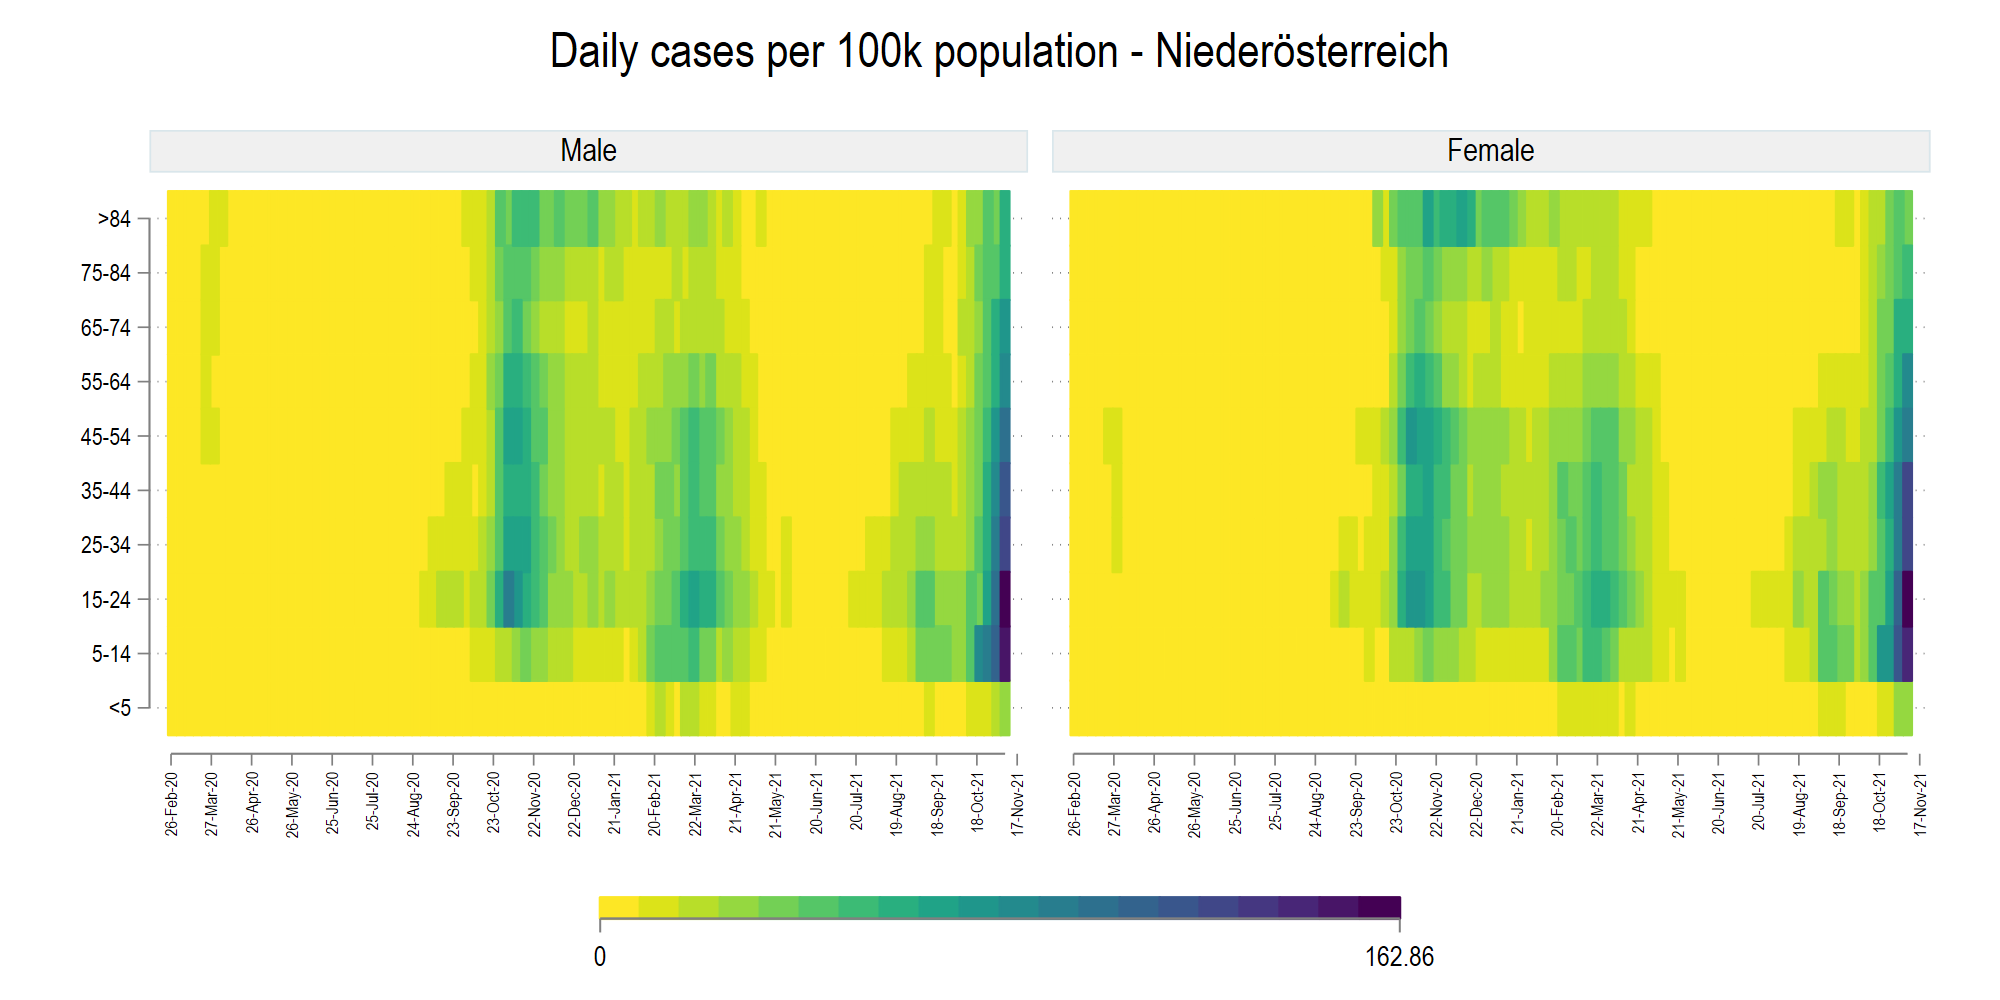 Daily cases per 100k population - Niederösterreich
Male
Female
>84
75-84
65-74
55-64
45-54
35-44
25-34
15-24
5-14
<5
26-Feb-20
27-Mar-20
26-Apr-20
26-May-20
25-Jun-20
25-Jul-20
24-Aug-20
23-Sep-20
23-Oct-20
22-Nov-20
22-Dec-20
21-Jan-21
20-Feb-21
22-Mar-21
21-Apr-21
21-May-21
20-Jun-21
20-Jul-21
19-Aug-21
18-Sep-21
18-Oct-21
17-Nov-21
26-Feb-20
27-Mar-20
26-Apr-20
26-May-20
25-Jun-20
25-Jul-20
24-Aug-20
23-Sep-20
23-Oct-20
22-Nov-20
22-Dec-20
21-Jan-21
20-Feb-21
22-Mar-21
21-Apr-21
21-May-21
20-Jun-21
20-Jul-21
19-Aug-21
18-Sep-21
18-Oct-21
17-Nov-21
0
162.86